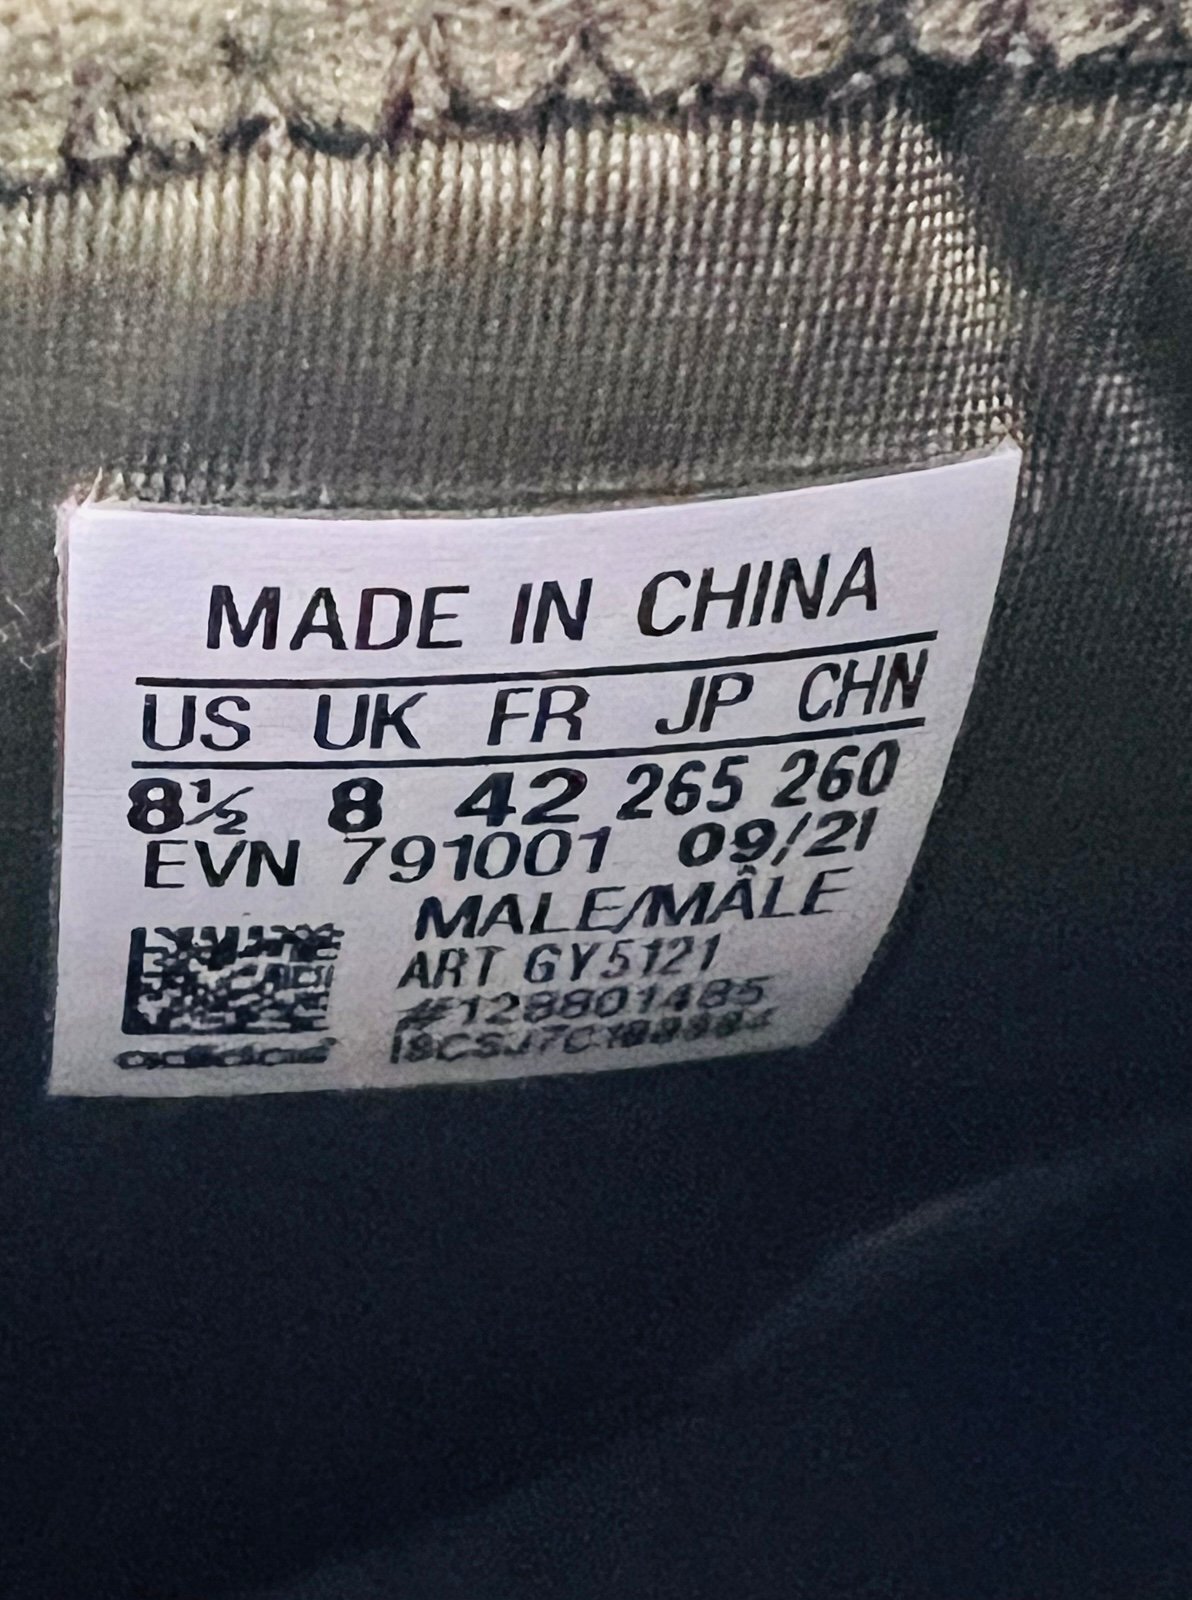 MADE IN CHINA
US UK FR JP CHN
8½ 8 42 265 260
EVN 791001 09/21
MALE/MÂLE
ART GY5121
#128801485
adidas